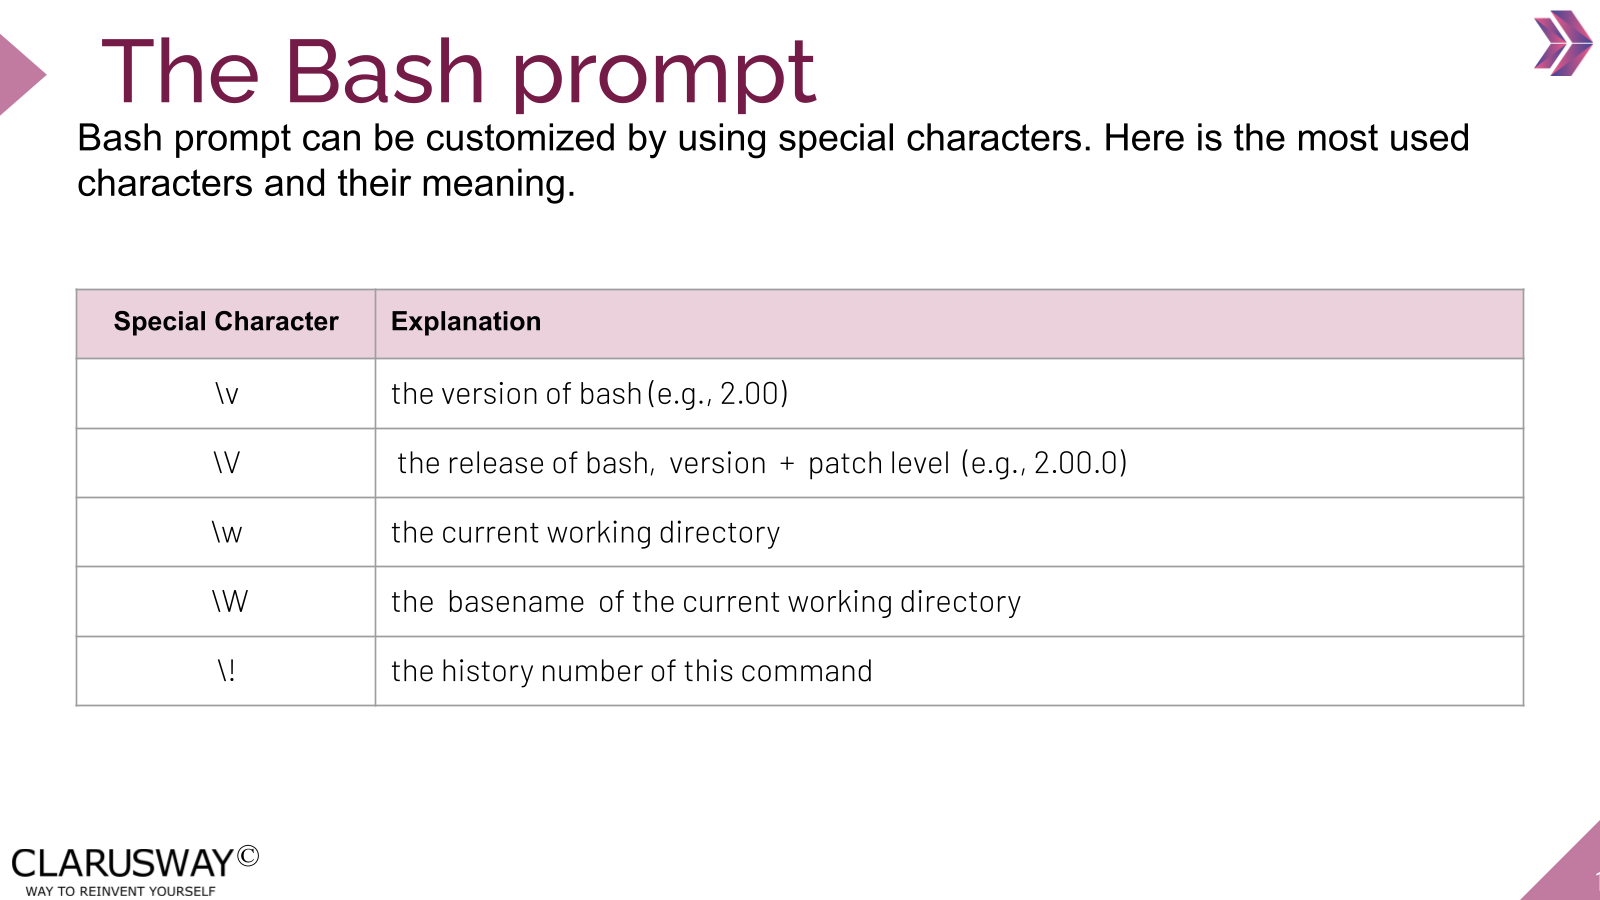 The Bash prompt
Bash prompt can be customized by using special characters. Here is the most used
characters and their meaning.
Special Character Explanation
\v the version of bash (e.g., 2.00)
\V the release of bash, version + patch level (e.g., 2.00.0)
\w the current working directory
\W the basename of the current working directory
\! the history number of this command
CLARUSWAY©
WAY TO REINVENT YOURSELF